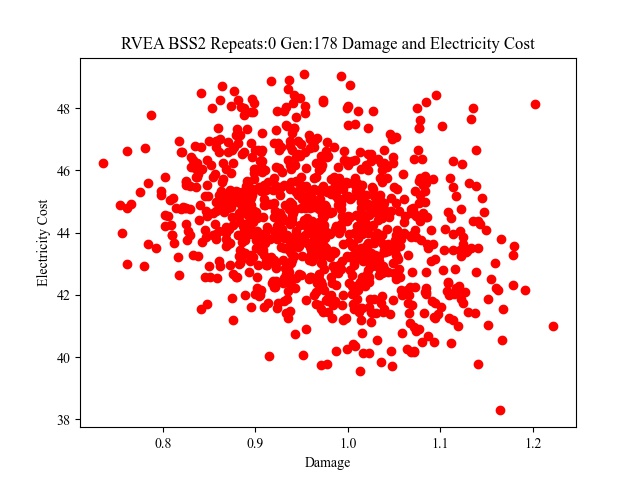 RVEA BSS2 Repeats:0 Gen:178 Damage and Electricity Cost
48
46
44
42
40
38
Electricity Cost
0.8 0.9 1.0 1.1 1.2
Damage